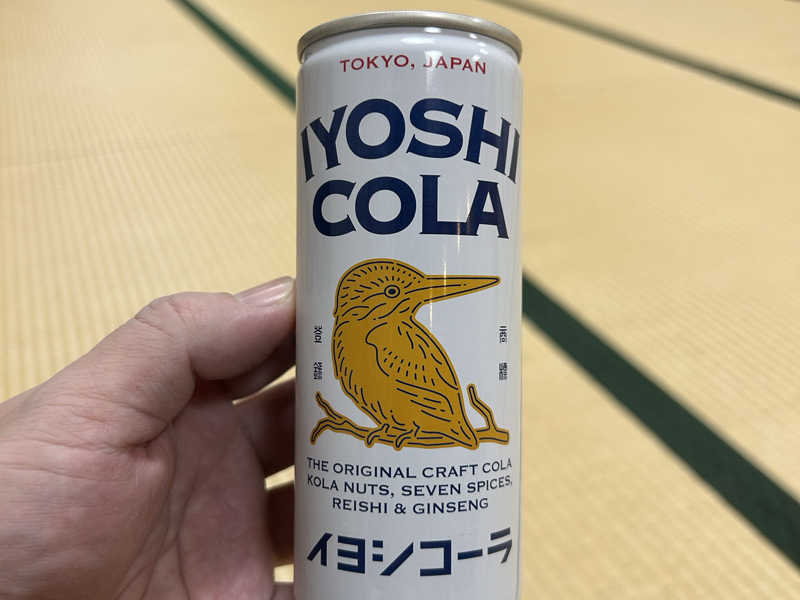 TOKYO, JAPAN
IYOSHI
COLA
THE ORIGINAL CRAFT COLA
KOLA NUTS, SEVEN SPICES,
REISHI & GINSENG
イヨシコーラ